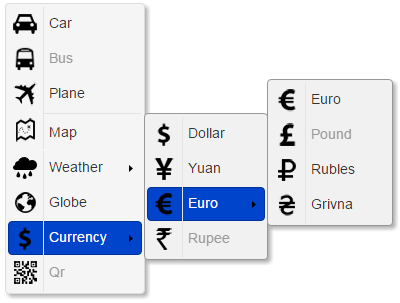 Car
Bus
Plane
Map
Weather
Globe
Currency
Qr
Dollar
Yuan
Euro
Rupee
Euro
Pound
Rubles
Grivna